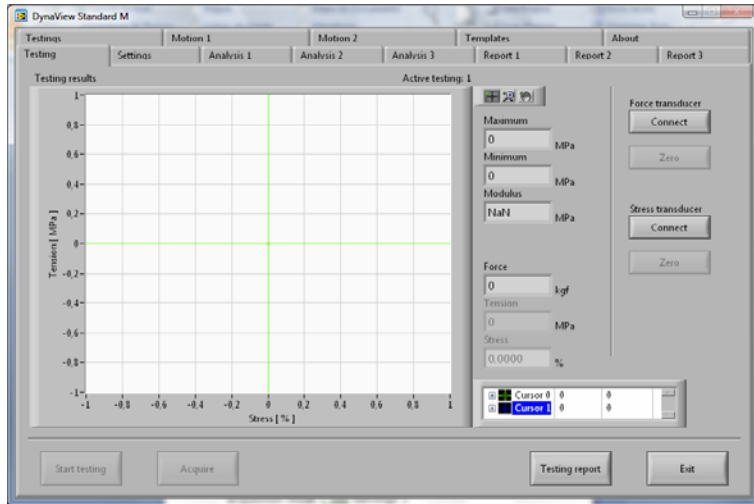 DynaView Standard M
Testings Motion 1 Motion 2 Templates About
Testing Settings Analysis 1 Analysis 2 Analysis 3 Report 1 Report 2 Report 3
Testing results
Active testing: 1
Tension [ MPa ]
1
0,8
0,6
0,4
0,2
0
-0,2
-0,4
-0,6
-0,8
-1
-1 -0,8 -0,6 -0,4 -0,2 0 0,2 0,4 0,6 0,8 1
Stress [ % ]
Maximum
0 MPa
Minimum
0 MPa
Modulus
NaN MPa
Force
0 kgf
Tension
0 MPa
Stress
0.0000 %
Cursor 0 0 0
Cursor 1 0 0
Force transducer
Connect
Zero
Stress transducer
Connect
Zero
Start testing
Acquire
Testing report
Exit